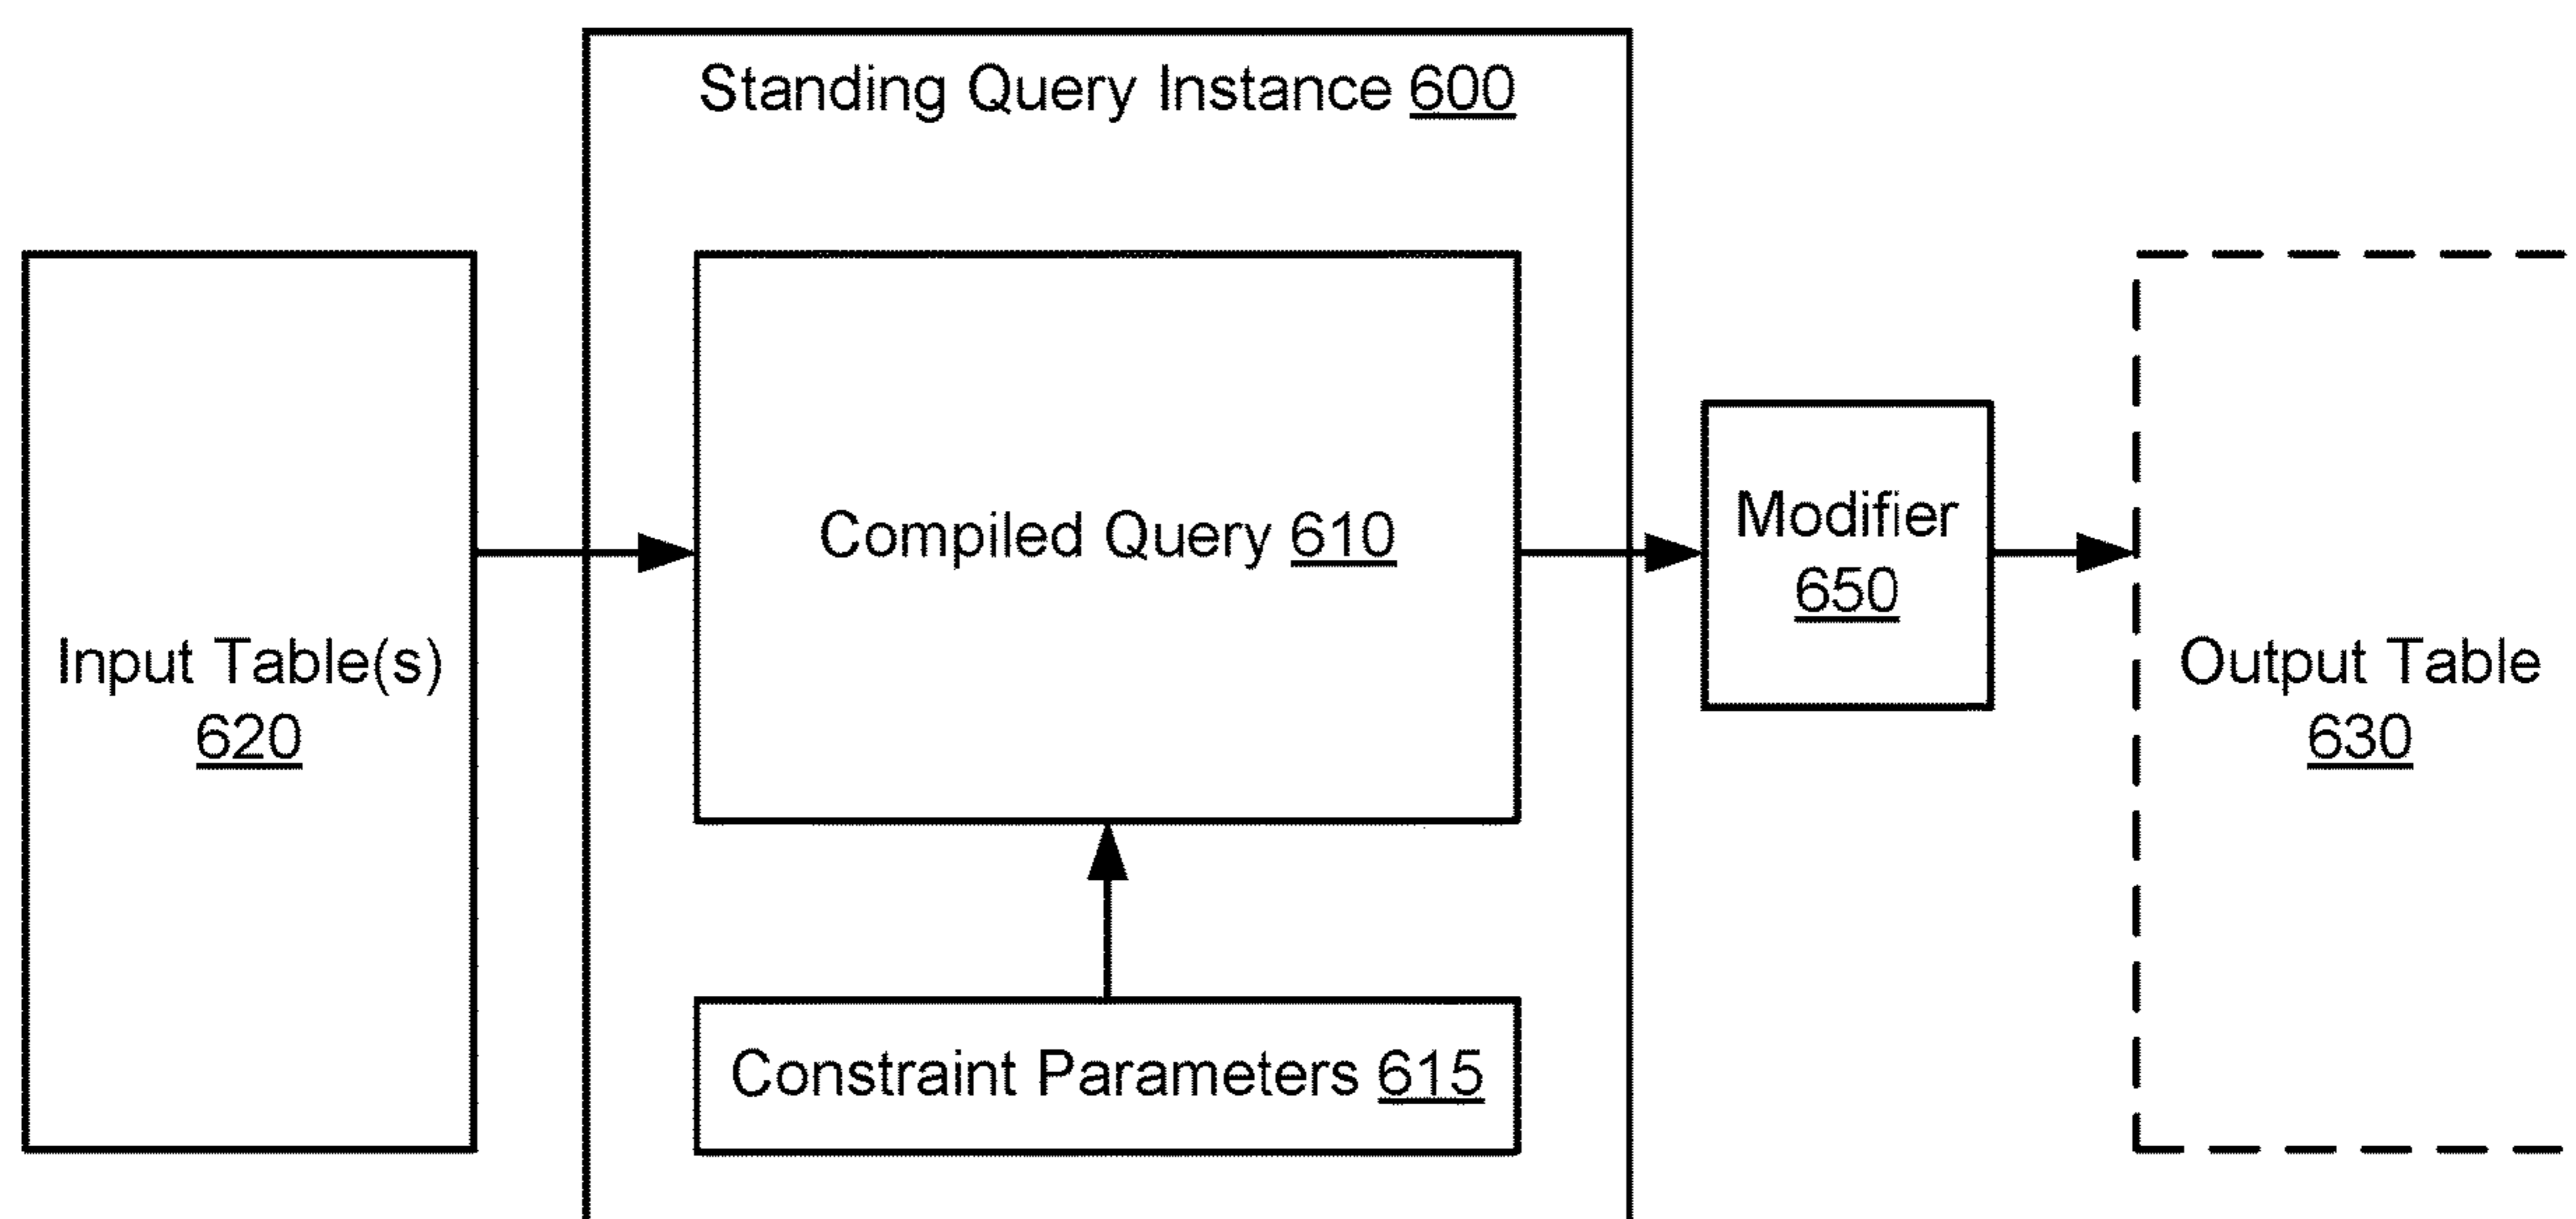 Standing Query Instance 600
Input Table(s)
620
Compiled Query 610
Constraint Parameters 615
Modifier
650
Output Table
630